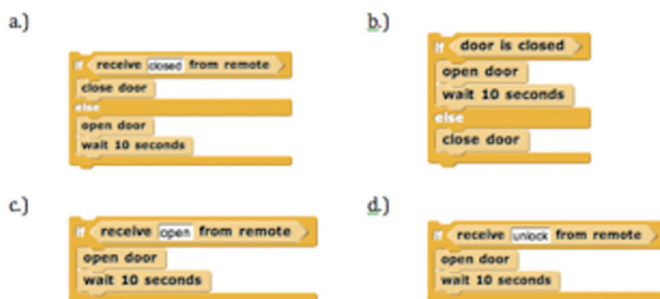 a.)
if receive closed from remote
close door
else
open door
wait 10 seconds
b.)
if door is closed
open door
wait 10 seconds
else
close door
c.)
if receive open from remote
open door
wait 10 seconds
d.)
if receive unlock from remote
open door
wait 10 seconds